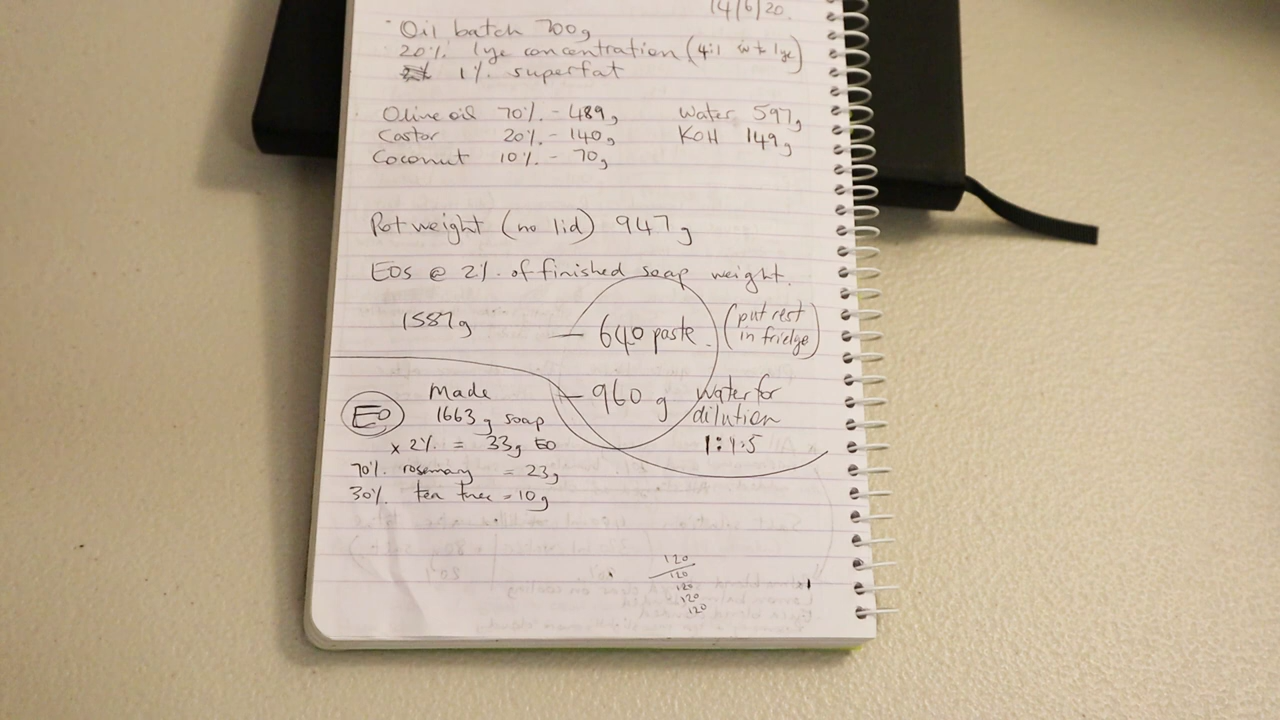 14/6/20.
Oil batch 700g
20% lye concentration (4:1 w to lye)
1% superfat
Olive oil 70% - 489g
Water 597g
Castor 20% - 140g
KOH 149g
Coconut 10% - 70g
Pot weight (no lid) 947g
EOs @ 2% of finished soap weight.
1587g
— 640 paste. (put rest in fridge)
— 960g water for dilution
1:1.5
EO
Made
1663g soap
x 2% = 33g EO
70% rosemary = 23g
30% tea tree = 10g
120
120
120
120
120